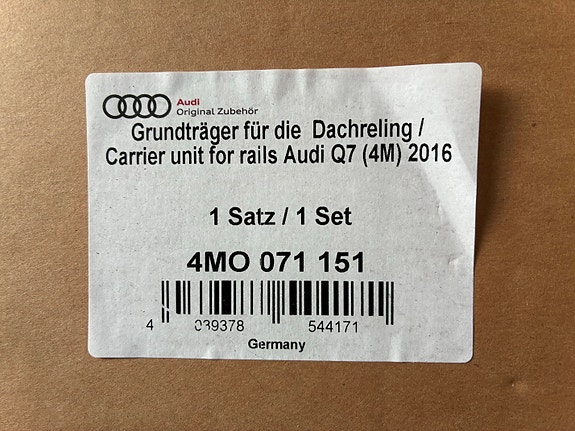 Audi
Original Zubehör
Grundträger für die Dachreling /
Carrier unit for rails Audi Q7 (4M) 2016
1 Satz / 1 Set
4MO 071 151
4 039378 544171
Germany